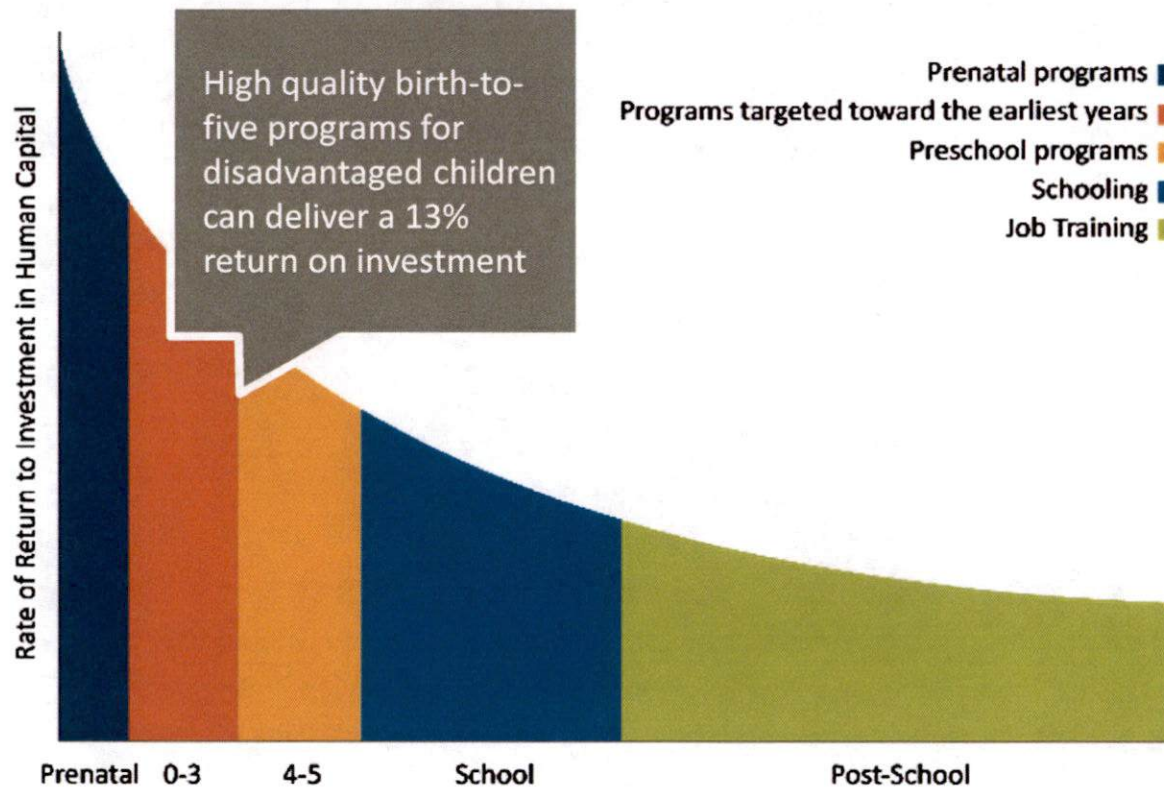 High quality birth-to-
five programs for
disadvantaged children
can deliver a 13%
return on investment
Prenatal programs
Programs targeted toward the earliest years
Preschool programs
Schooling
Job Training
Rate of Return to Investment in Human Capital
Prenatal 0-3 4-5 School Post-School